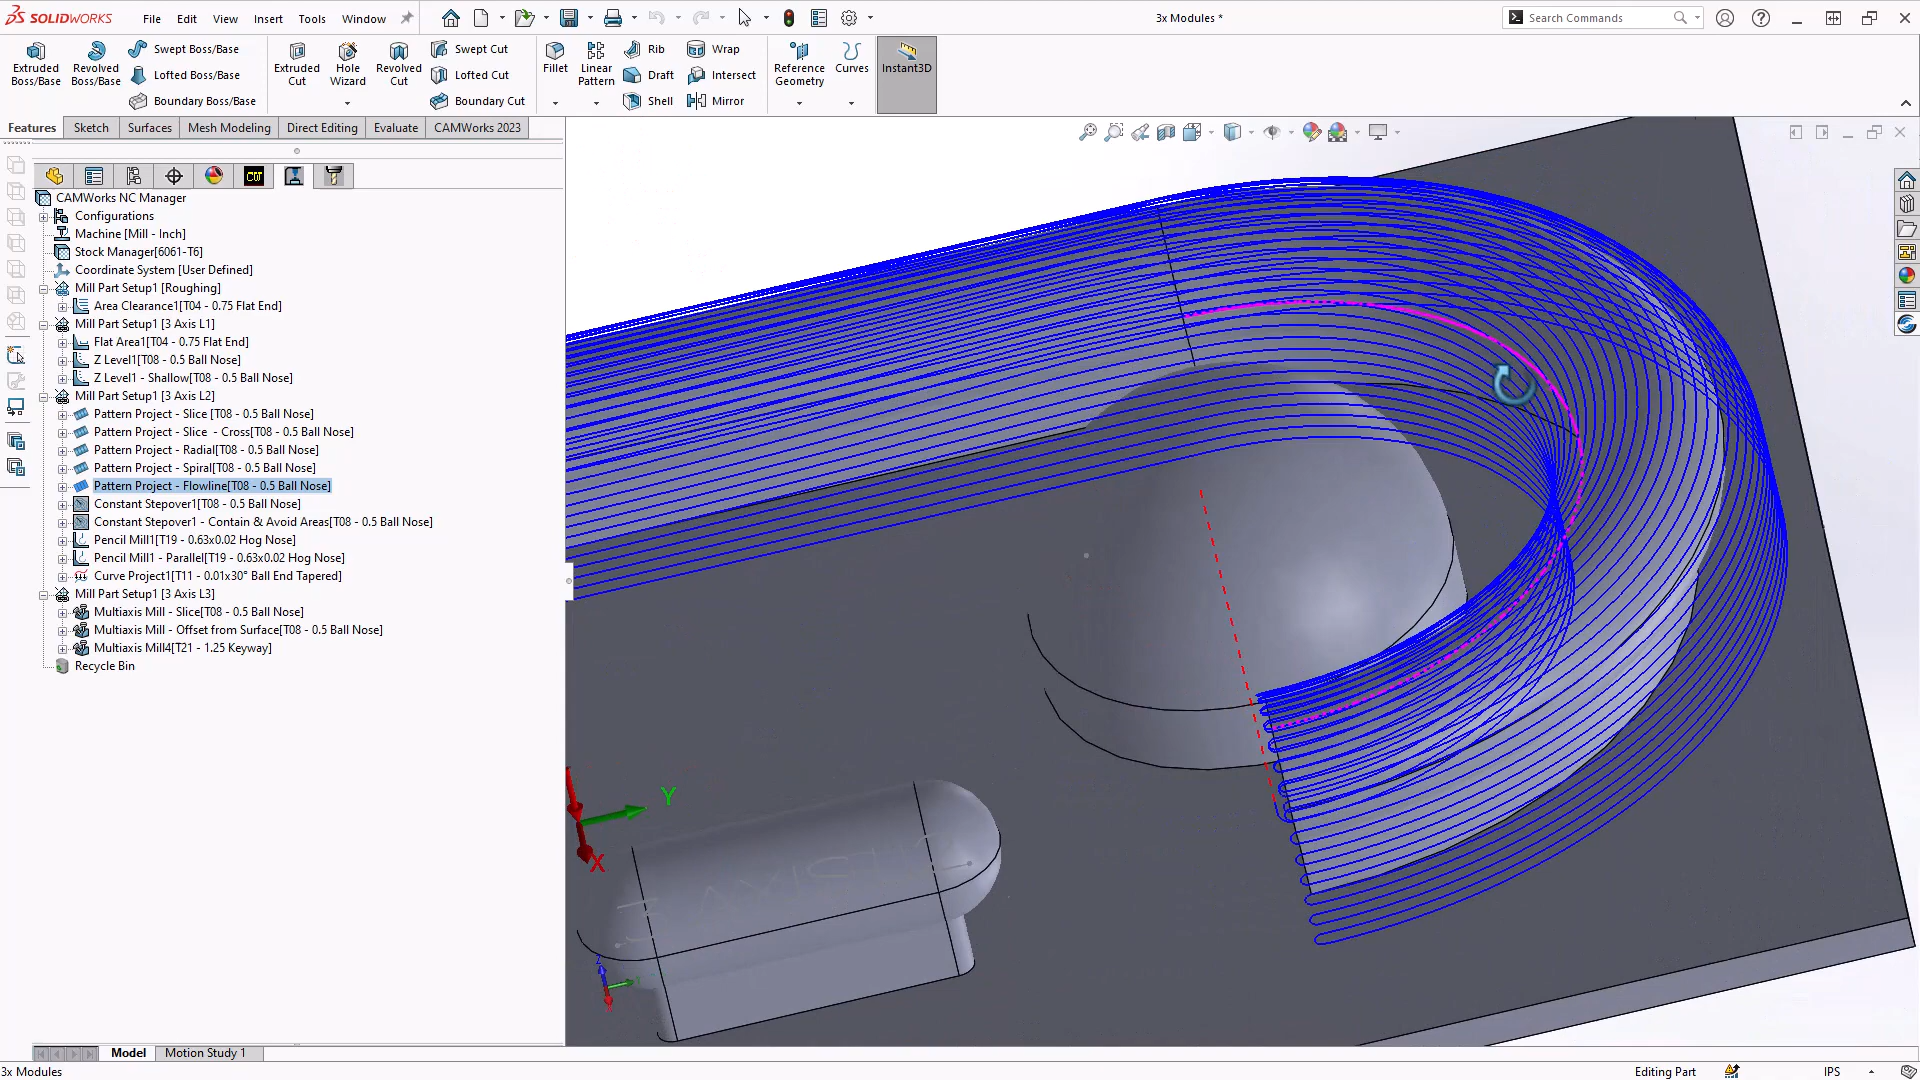 SOLIDWORKS
File Edit View Insert Tools Window
3x Modules *
Search Commands
Extruded Boss/Base
Revolved Boss/Base
Swept Boss/Base
Lofted Boss/Base
Boundary Boss/Base
Extruded Cut
Hole Wizard
Revolved Cut
Swept Cut
Lofted Cut
Boundary Cut
Fillet
Linear Pattern
Rib
Draft
Shell
Wrap
Intersect
Mirror
Reference Geometry
Curves
Instant3D
Features Sketch Surfaces Mesh Modeling Direct Editing Evaluate CAMWorks 2023
CAMWorks NC Manager
Configurations
Machine [Mill - Inch]
Stock Manager[6061-T6]
Coordinate System [User Defined]
Mill Part Setup1 [Roughing]
Area Clearance1[T04 - 0.75 Flat End]
Mill Part Setup1 [3 Axis L1]
Flat Area1[T04 - 0.75 Flat End]
Z Level1[T08 - 0.5 Ball Nose]
Z Level1 - Shallow[T08 - 0.5 Ball Nose]
Mill Part Setup1 [3 Axis L2]
Pattern Project - Slice [T08 - 0.5 Ball Nose]
Pattern Project - Slice  - Cross[T08 - 0.5 Ball Nose]
Pattern Project - Radial[T08 - 0.5 Ball Nose]
Pattern Project - Spiral[T08 - 0.5 Ball Nose]
Pattern Project - Flowline[T08 - 0.5 Ball Nose]
Constant Stepover1[T08 - 0.5 Ball Nose]
Constant Stepover1 - Contain & Avoid Areas[T08 - 0.5 Ball Nose]
Pencil Mill1[T19 - 0.63x0.02 Hog Nose]
Pencil Mill1 - Parallel[T19 - 0.63x0.02 Hog Nose]
Curve Project1[T11 - 0.01x30° Ball End Tapered]
Mill Part Setup1 [3 Axis L3]
Multiaxis Mill - Slice[T08 - 0.5 Ball Nose]
Multiaxis Mill - Offset from Surface[T08 - 0.5 Ball Nose]
Multiaxis Mill4[T21 - 1.25 Keyway]
Recycle Bin
Y
X
Z
Model Motion Study 1
3x Modules
Editing Part
IPS